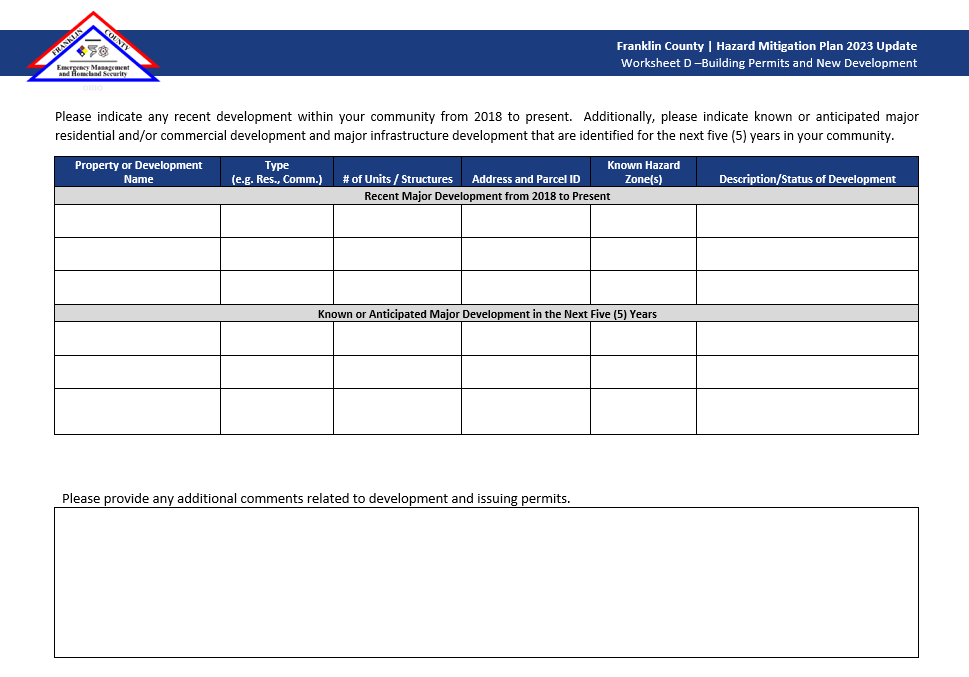 FRANKLIN COUNTY
Emergency Management
and Homeland Security
OHIO
Franklin County | Hazard Mitigation Plan 2023 Update
Worksheet D –Building Permits and New Development
Please indicate any recent development within your community from 2018 to present. Additionally, please indicate known or anticipated major
residential and/or commercial development and major infrastructure development that are identified for the next five (5) years in your community.
Property or Development
Name
Type
(e.g. Res., Comm.)
# of Units / Structures
Address and Parcel ID
Known Hazard
Zone(s)
Description/Status of Development
Recent Major Development from 2018 to Present
Known or Anticipated Major Development in the Next Five (5) Years
Please provide any additional comments related to development and issuing permits.